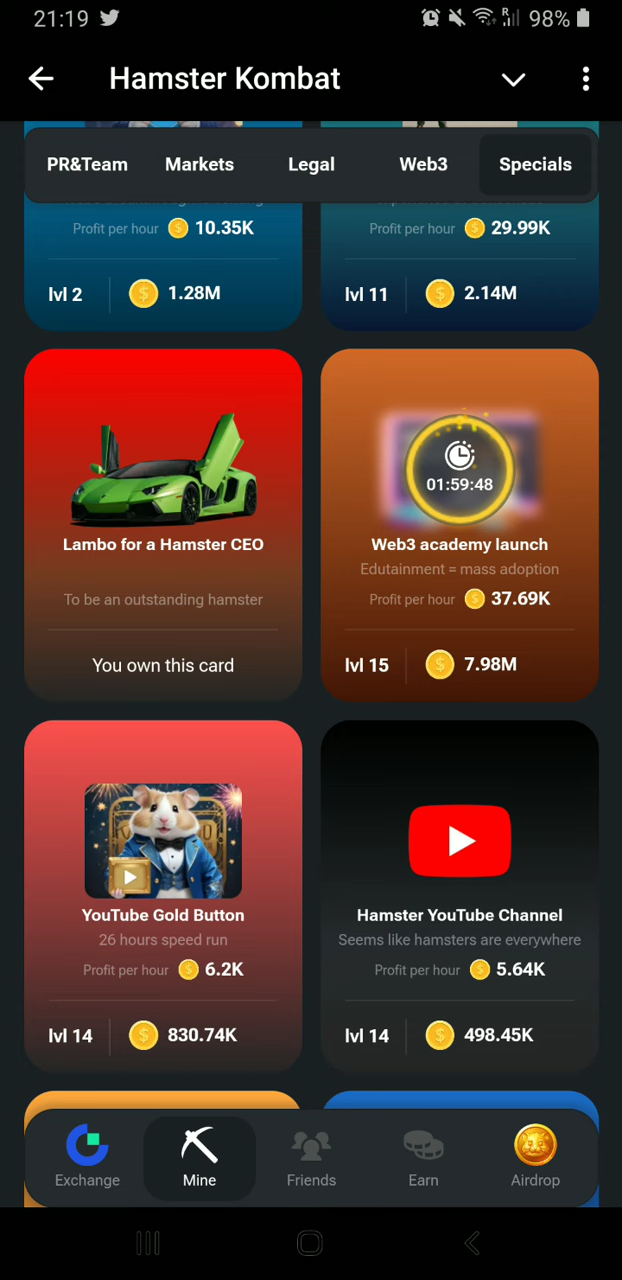 21:19 98%
Hamster Kombat
PR&Team Markets Legal Web3 Specials
Profit per hour 10.35K
Profit per hour 29.99K
lvl 2 1.28M
lvl 11 2.14M
Lambo for a Hamster CEO
To be an outstanding hamster
You own this card
01:59:48
Web3 academy launch
Edutainment = mass adoption
Profit per hour 37.69K
lvl 15 7.98M
YouTube Gold Button
26 hours speed run
Profit per hour 6.2K
lvl 14 830.74K
Hamster YouTube Channel
Seems like hamsters are everywhere
Profit per hour 5.64K
lvl 14 498.45K
Exchange Mine Friends Earn Airdrop